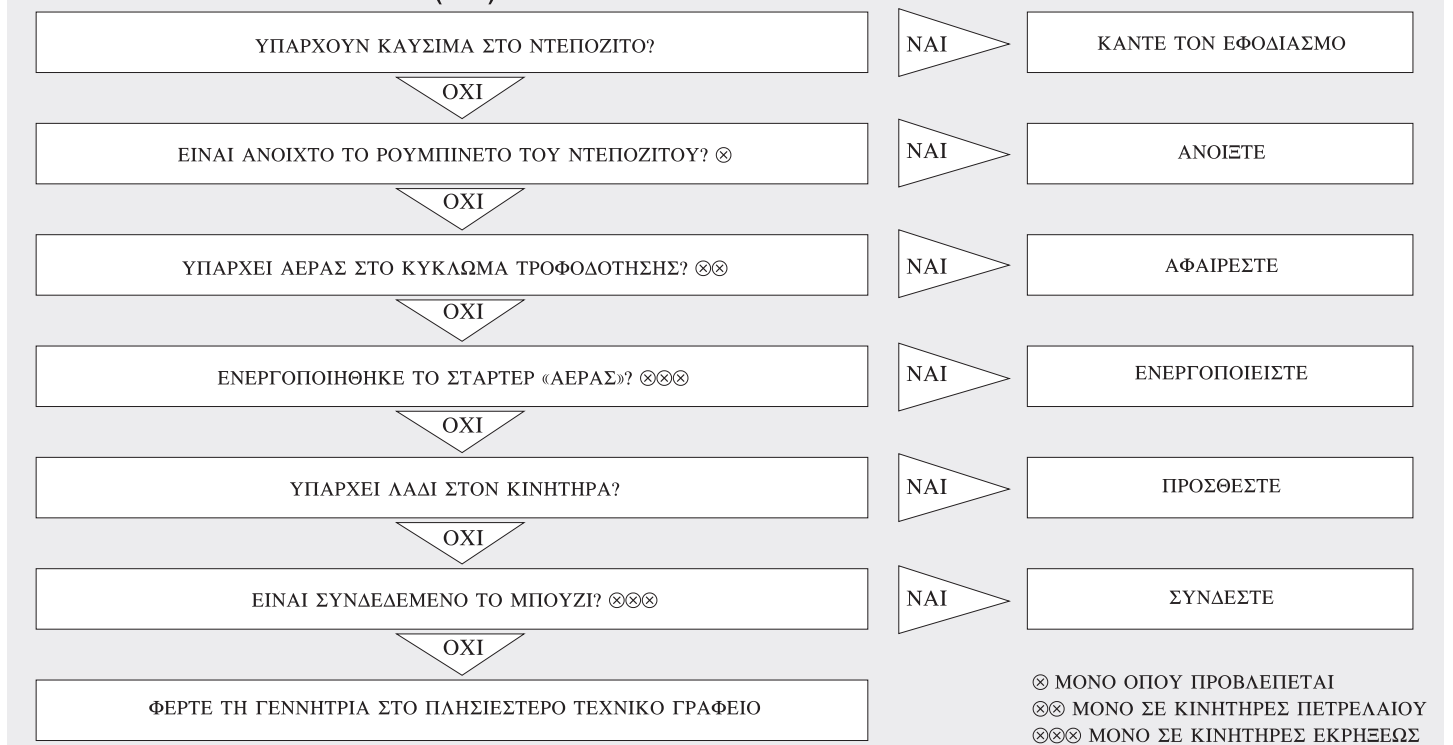 ΥΠΑΡΧΟΥΝ ΚΑΥΣΙΜΑ ΣΤΟ ΝΤΕΠΟΖΙΤΟ?
ΝΑΙ
ΚΑΝΤΕ ΤΟΝ ΕΦΟΔΙΑΣΜΟ
ΟΧΙ
ΕΙΝΑΙ ΑΝΟΙΧΤΟ ΤΟ ΡΟΥΜΠΙΝΕΤΟ ΤΟΥ ΝΤΕΠΟΖΙΤΟΥ? ⊗
ΝΑΙ
ΑΝΟΙΞΤΕ
ΟΧΙ
ΥΠΑΡΧΕΙ ΑΕΡΑΣ ΣΤΟ ΚΥΚΛΩΜΑ ΤΡΟΦΟΔΟΤΗΣΗΣ? ⊗⊗
ΝΑΙ
ΑΦΑΙΡΕΣΤΕ
ΟΧΙ
ΕΝΕΡΓΟΠΟΙΗΘΗΚΕ ΤΟ ΣΤΑΡΤΕΡ «ΑΕΡΑΣ»? ⊗⊗⊗
ΝΑΙ
ΕΝΕΡΓΟΠΟΙΕΙΣΤΕ
ΟΧΙ
ΥΠΑΡΧΕΙ ΛΑΔΙ ΣΤΟΝ ΚΙΝΗΤΗΡΑ?
ΝΑΙ
ΠΡΟΣΘΕΣΤΕ
ΟΧΙ
ΕΙΝΑΙ ΣΥΝΔΕΔΕΜΕΝΟ ΤΟ ΜΠΟΥΖΙ? ⊗⊗⊗
ΝΑΙ
ΣΥΝΔΕΣΤΕ
ΟΧΙ
ΦΕΡΤΕ ΤΗ ΓΕΝΝΗΤΡΙΑ ΣΤΟ ΠΛΗΣΙΕΣΤΕΡΟ ΤΕΧΝΙΚΟ ΓΡΑΦΕΙΟ
⊗ ΜΟΝΟ ΟΠΟΥ ΠΡΟΒΛΕΠΕΤΑΙ
⊗⊗ ΜΟΝΟ ΣΕ ΚΙΝΗΤΗΡΕΣ ΠΕΤΡΕΛΑΙΟΥ
⊗⊗⊗ ΜΟΝΟ ΣΕ ΚΙΝΗΤΗΡΕΣ ΕΚΡΗΞΕΩΣ